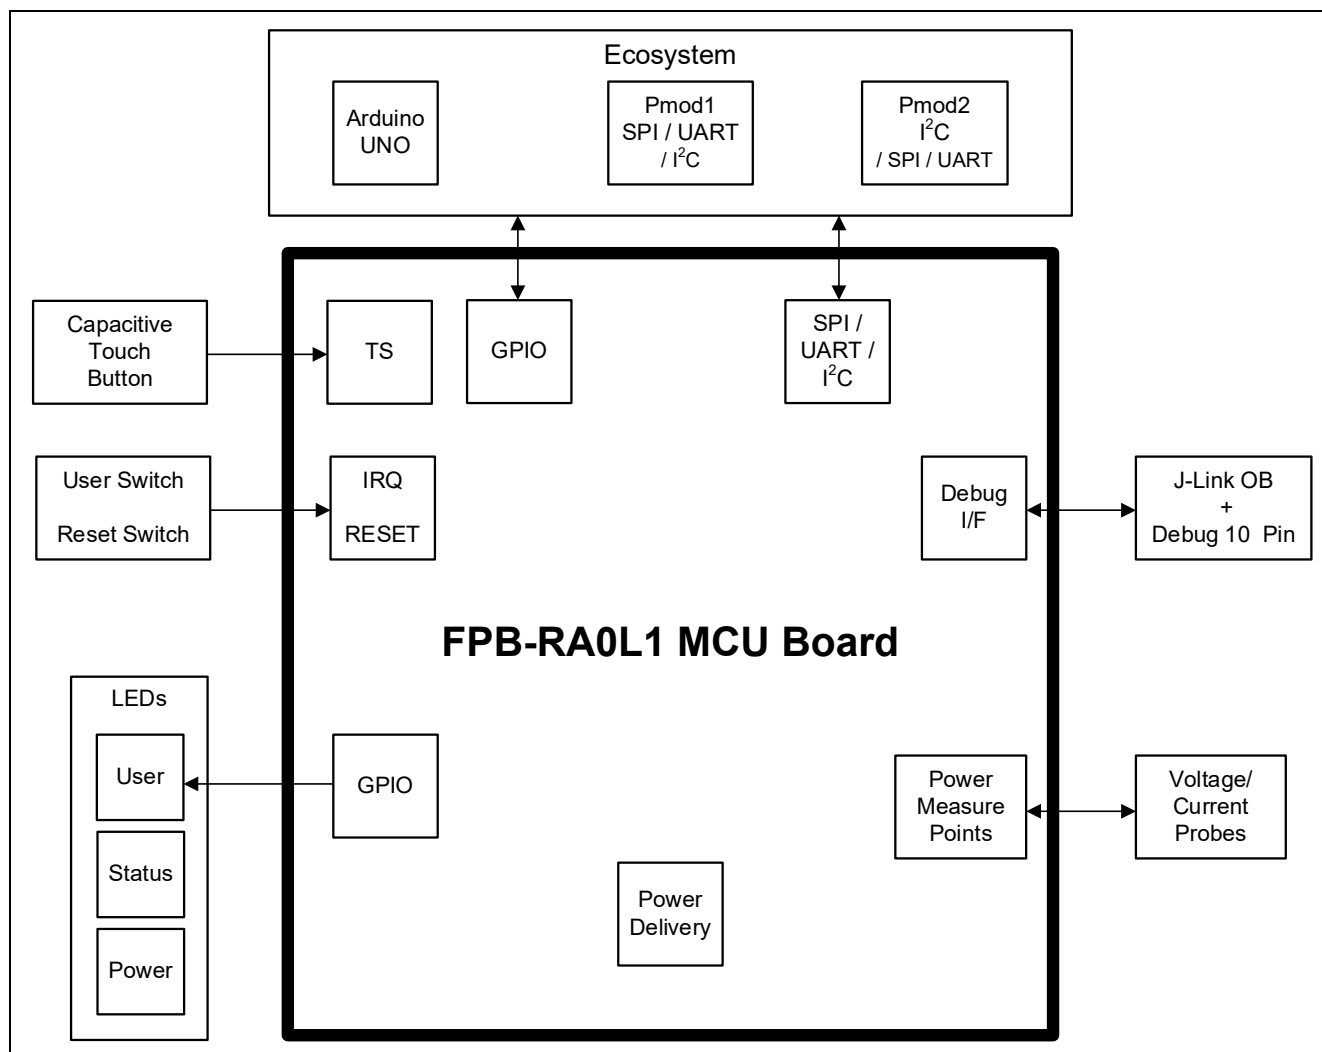 Ecosystem
Arduino
UNO
Pmod1
SPI / UART
/ I²C
Pmod2
I²C
/ SPI / UART
Capacitive
Touch
Button
TS
GPIO
SPI /
UART /
I²C
User Switch
Reset Switch
IRQ
RESET
Debug
I/F
J-Link OB
+
Debug 10 Pin
FPB-RA0L1 MCU Board
LEDs
User
Status
Power
GPIO
Power
Measure
Points
Voltage/
Current
Probes
Power
Delivery